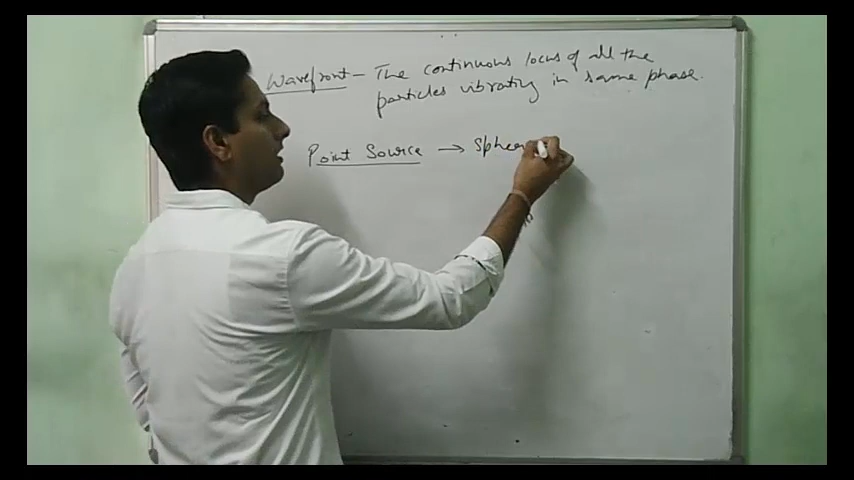 Wavefront - The continuous locus of all the
particles vibrating in same phase.
Point Source → Spher